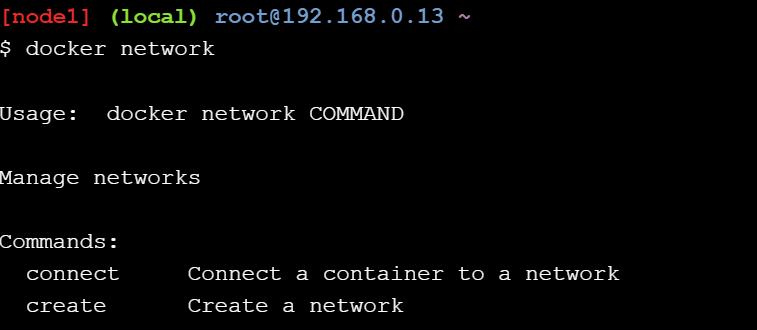 [node1] (local) root@192.168.0.13 ~
$ docker network
Usage:  docker network COMMAND
Manage networks
Commands:
  connect     Connect a container to a network
  create      Create a network